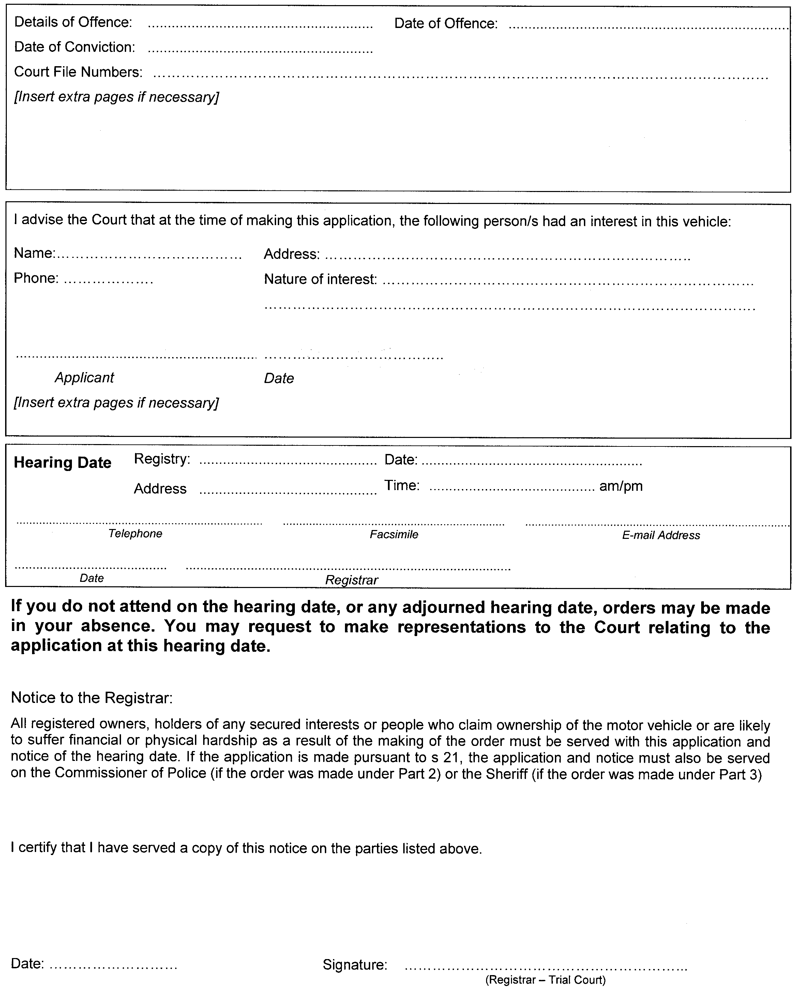 Details of Offence: ........................................................ Date of Offence: ......................................................................
Date of Conviction: ........................................................
Court File Numbers: ......................................................................................................
[Insert extra pages if necessary]
I advise the Court that at the time of making this application, the following person/s had an interest in this vehicle:
Name:....................................... Address: ............................................................................
Phone: ................... Nature of interest: .............................................................................
......................................................................................................
............................................................ ......................................
Applicant Date
[Insert extra pages if necessary]
Hearing Date Registry: ............................................ Date: .......................................................
Address ............................................ Time: ......................................... am/pm
............................................................. ....................................................... ..................................................................
Telephone Facsimile E-mail Address
.......................................... ..........................................................................................
Date Registrar
If you do not attend on the hearing date, or any adjourned hearing date, orders may be made
in your absence. You may request to make representations to the Court relating to the
application at this hearing date.
Notice to the Registrar:
All registered owners, holders of any secured interests or people who claim ownership of the motor vehicle or are likely
to suffer financial or physical hardship as a result of the making of the order must be served with this application and
notice of the hearing date. If the application is made pursuant to s 21, the application and notice must also be served
on the Commissioner of Police (if the order was made under Part 2) or the Sheriff (if the order was made under Part 3)
I certify that I have served a copy of this notice on the parties listed above.
Date: ........................... Signature: ...........................................................
(Registrar – Trial Court)